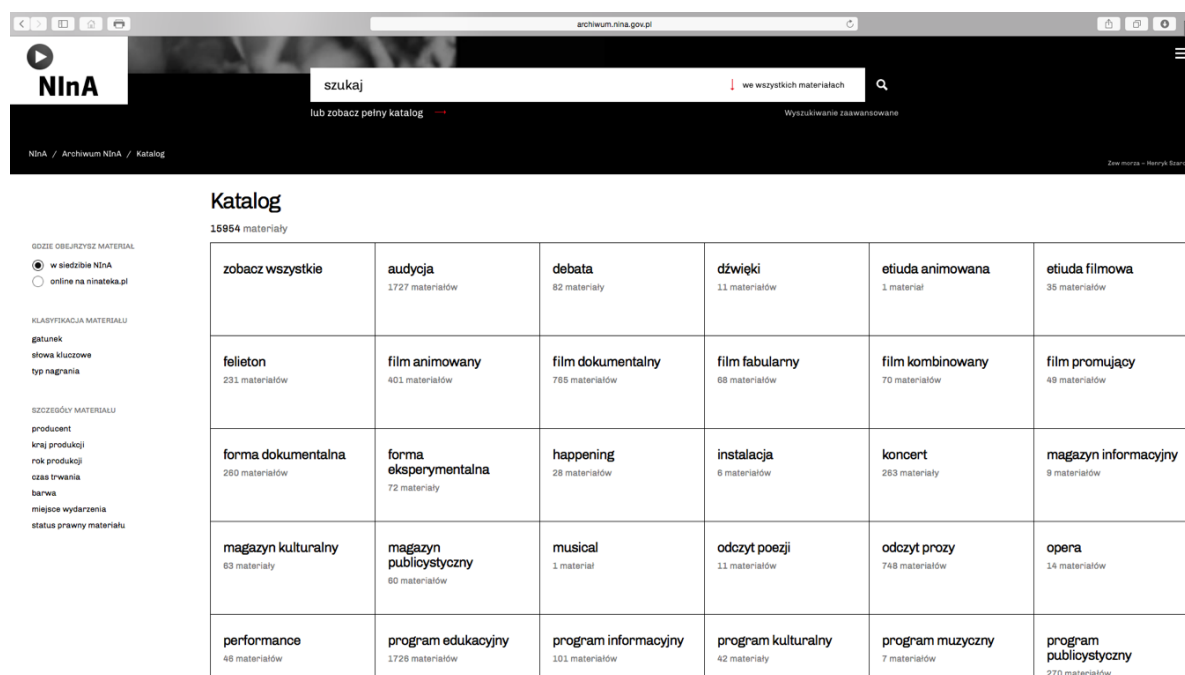 archiwum.nina.gov.pl
NInA
szukaj
we wszystkich materiałach
lub zobacz pełny katalog
Wyszukiwanie zaawansowane
NInA / Archiwum NInA / Katalog
Zew morza – Henryk
Katalog
15954 materiały
GDZIE OBEJRZYSZ MATERIAŁ
w siedzibie NInA
online na ninateka.pl
KLASYFIKACJA MATERIAŁU
gatunek
słowa kluczowe
typ nagrania
SZCZEGÓŁY MATERIAŁU
producent
kraj produkcji
rok produkcji
czas trwania
barwa
miejsce wydarzenia
status prawny materiału
zobacz wszystkie
audycja
1727 materiałów
debata
82 materiały
dźwięki
11 materiałów
etiuda animowana
1 materiał
etiuda filmowa
35 materiałów
felieton
231 materiałów
film animowany
401 materiałów
film dokumentalny
765 materiałów
film fabularny
68 materiałów
film kombinowany
70 materiałów
film promujący
49 materiałów
forma dokumentalna
260 materiałów
forma
eksperymentalna
72 materiały
happening
28 materiałów
instalacja
6 materiałów
koncert
263 materiały
magazyn informacyjny
9 materiałów
magazyn kulturalny
63 materiały
magazyn
publicystyczny
60 materiałów
musical
1 materiał
odczyt poezji
11 materiałów
odczyt prozy
748 materiałów
opera
14 materiałów
performance
46 materiałów
program edukacyjny
1726 materiałów
program informacyjny
101 materiałów
program kulturalny
42 materiały
program muzyczny
7 materiałów
program
publicystyczny
270 materiałów